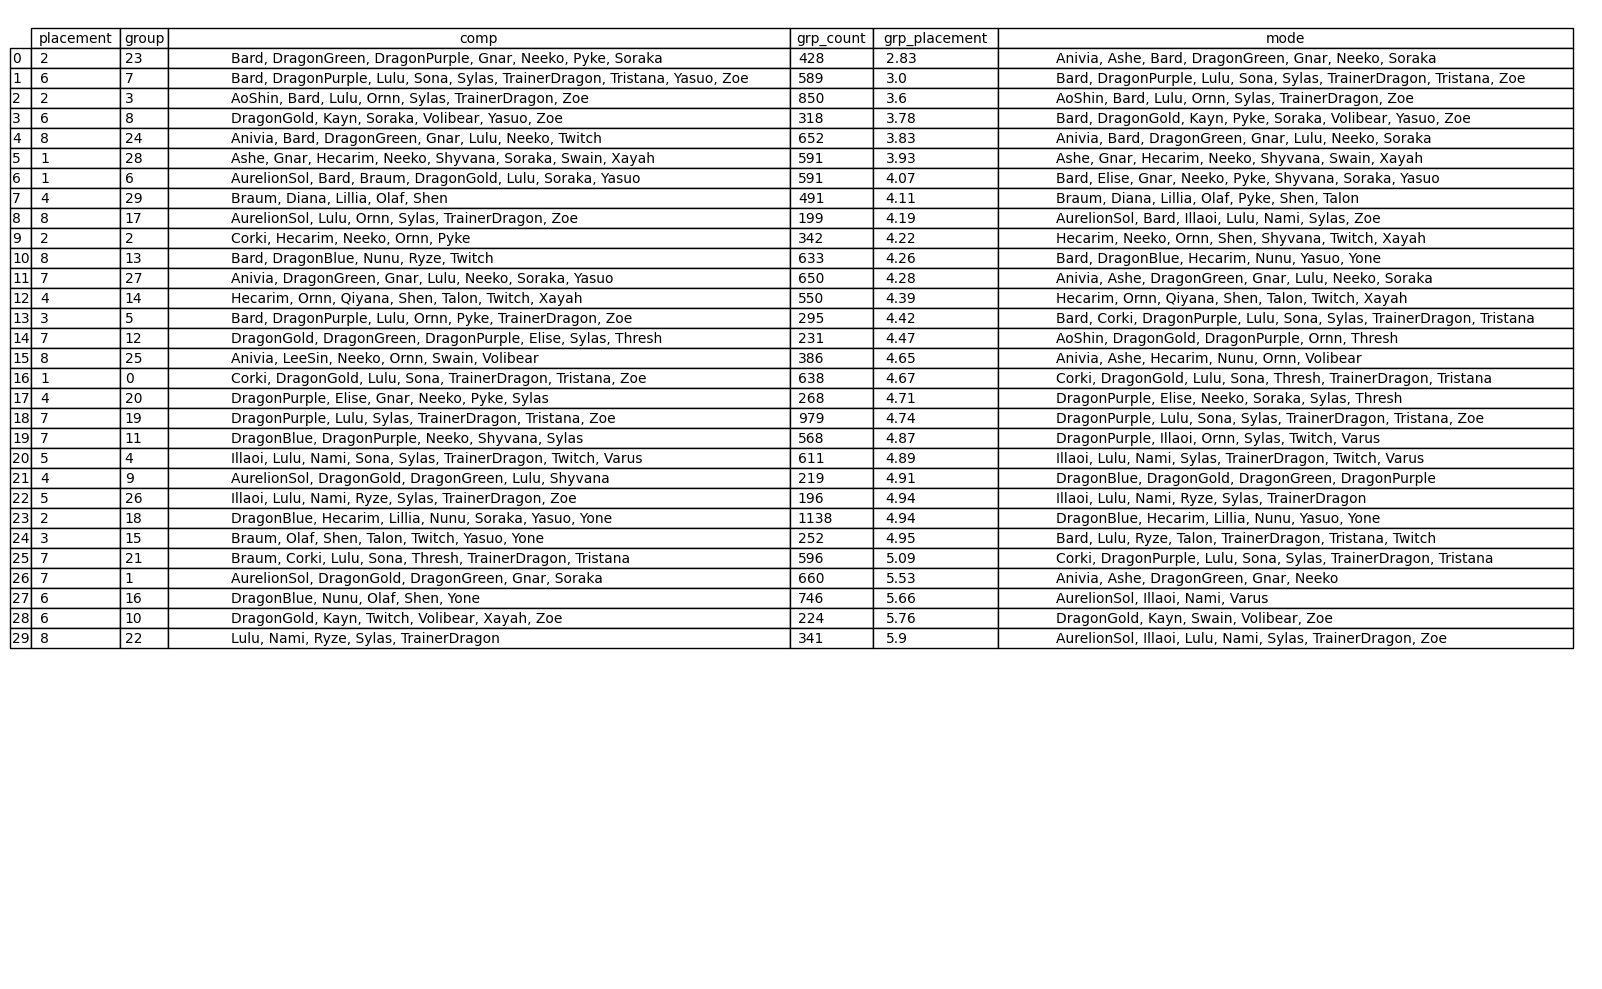 placement group comp grp_count grp_placement mode
0 2 23 Bard, DragonGreen, DragonPurple, Gnar, Neeko, Pyke, Soraka 428 2.83 Anivia, Ashe, Bard, DragonGreen, Gnar, Neeko, Soraka
1 6 7 Bard, DragonPurple, Lulu, Sona, Sylas, TrainerDragon, Tristana, Yasuo, Zoe 589 3.0 Bard, DragonPurple, Lulu, Sona, Sylas, TrainerDragon, Tristana, Zoe
2 2 3 AoShin, Bard, Lulu, Ornn, Sylas, TrainerDragon, Zoe 850 3.6 AoShin, Bard, Lulu, Ornn, Sylas, TrainerDragon, Zoe
3 6 8 DragonGold, Kayn, Soraka, Volibear, Yasuo, Zoe 318 3.78 Bard, DragonGold, Kayn, Pyke, Soraka, Volibear, Yasuo, Zoe
4 8 24 Anivia, Bard, DragonGreen, Gnar, Lulu, Neeko, Twitch 652 3.83 Anivia, Bard, DragonGreen, Gnar, Lulu, Neeko, Soraka
5 1 28 Ashe, Gnar, Hecarim, Neeko, Shyvana, Soraka, Swain, Xayah 591 3.93 Ashe, Gnar, Hecarim, Neeko, Shyvana, Swain, Xayah
6 1 6 AurelionSol, Bard, Braum, DragonGold, Lulu, Soraka, Yasuo 591 4.07 Bard, Elise, Gnar, Neeko, Pyke, Shyvana, Soraka, Yasuo
7 4 29 Braum, Diana, Lillia, Olaf, Shen 491 4.11 Braum, Diana, Lillia, Olaf, Pyke, Shen, Talon
8 8 17 AurelionSol, Lulu, Ornn, Sylas, TrainerDragon, Zoe 199 4.19 AurelionSol, Bard, Illaoi, Lulu, Nami, Sylas, Zoe
9 2 2 Corki, Hecarim, Neeko, Ornn, Pyke 342 4.22 Hecarim, Neeko, Ornn, Shen, Shyvana, Twitch, Xayah
10 8 13 Bard, DragonBlue, Nunu, Ryze, Twitch 633 4.26 Bard, DragonBlue, Hecarim, Nunu, Yasuo, Yone
11 7 27 Anivia, DragonGreen, Gnar, Lulu, Neeko, Soraka, Yasuo 650 4.28 Anivia, Ashe, DragonGreen, Gnar, Lulu, Neeko, Soraka
12 4 14 Hecarim, Ornn, Qiyana, Shen, Talon, Twitch, Xayah 550 4.39 Hecarim, Ornn, Qiyana, Shen, Talon, Twitch, Xayah
13 3 5 Bard, DragonPurple, Lulu, Ornn, Pyke, TrainerDragon, Zoe 295 4.42 Bard, Corki, DragonPurple, Lulu, Sona, Sylas, TrainerDragon, Tristana
14 7 12 DragonGold, DragonGreen, DragonPurple, Elise, Sylas, Thresh 231 4.47 AoShin, DragonGold, DragonPurple, Ornn, Thresh
15 8 25 Anivia, LeeSin, Neeko, Ornn, Swain, Volibear 386 4.65 Anivia, Ashe, Hecarim, Nunu, Ornn, Volibear
16 1 0 Corki, DragonGold, Lulu, Sona, TrainerDragon, Tristana, Zoe 638 4.67 Corki, DragonGold, Lulu, Sona, Thresh, TrainerDragon, Tristana
17 4 20 DragonPurple, Elise, Gnar, Neeko, Pyke, Sylas 268 4.71 DragonPurple, Elise, Neeko, Soraka, Sylas, Thresh
18 7 19 DragonPurple, Lulu, Sylas, TrainerDragon, Tristana, Zoe 979 4.74 DragonPurple, Lulu, Sona, Sylas, TrainerDragon, Tristana, Zoe
19 7 11 DragonBlue, DragonPurple, Neeko, Shyvana, Sylas 568 4.87 DragonPurple, Illaoi, Ornn, Sylas, Twitch, Varus
20 5 4 Illaoi, Lulu, Nami, Sona, Sylas, TrainerDragon, Twitch, Varus 611 4.89 Illaoi, Lulu, Nami, Sylas, TrainerDragon, Twitch, Varus
21 4 9 AurelionSol, DragonGold, DragonGreen, Lulu, Shyvana 219 4.91 DragonBlue, DragonGold, DragonGreen, DragonPurple
22 5 26 Illaoi, Lulu, Nami, Ryze, Sylas, TrainerDragon, Zoe 196 4.94 Illaoi, Lulu, Nami, Ryze, Sylas, TrainerDragon
23 2 18 DragonBlue, Hecarim, Lillia, Nunu, Soraka, Yasuo, Yone 1138 4.94 DragonBlue, Hecarim, Lillia, Nunu, Yasuo, Yone
24 3 15 Braum, Olaf, Shen, Talon, Twitch, Yasuo, Yone 252 4.95 Bard, Lulu, Ryze, Talon, TrainerDragon, Tristana, Twitch
25 7 21 Braum, Corki, Lulu, Sona, Thresh, TrainerDragon, Tristana 596 5.09 Corki, DragonPurple, Lulu, Sona, Sylas, TrainerDragon, Tristana
26 7 1 AurelionSol, DragonGold, DragonGreen, Gnar, Soraka 660 5.53 Anivia, Ashe, DragonGreen, Gnar, Neeko
27 6 16 DragonBlue, Nunu, Olaf, Shen, Yone 746 5.66 AurelionSol, Illaoi, Nami, Varus
28 6 10 DragonGold, Kayn, Twitch, Volibear, Xayah, Zoe 224 5.76 DragonGold, Kayn, Swain, Volibear, Zoe
29 8 22 Lulu, Nami, Ryze, Sylas, TrainerDragon 341 5.9 AurelionSol, Illaoi, Lulu, Nami, Sylas, TrainerDragon, Zoe